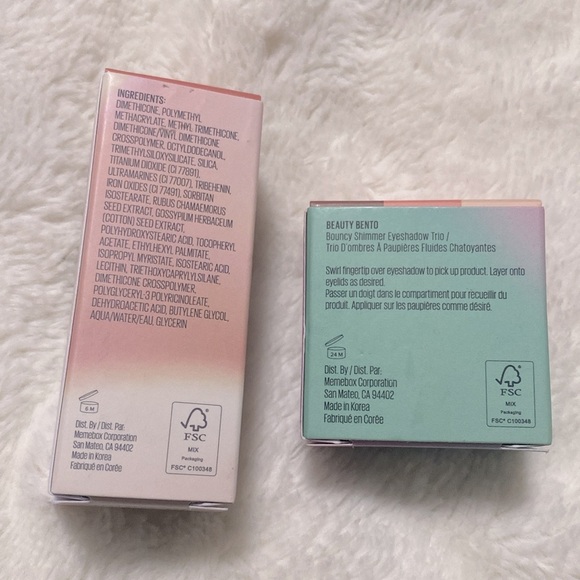 INGREDIENTS:
DIMETHICONE, POLYMETHYL
METHACRYLATE, METHYL TRIMETHICONE,
DIMETHICONE/VINYL DIMETHICONE
CROSSPOLYMER, OCTYLDODECANOL,
TRIMETHYLSILOXYSILICATE, SILICA,
TITANIUM DIOXIDE (CI 77891),
ULTRAMARINES (CI 77007), TRIBEHENIN,
IRON OXIDES (CI 77491), SORBITAN
ISOSTEARATE, RUBUS CHAMAEMORUS
SEED EXTRACT, GOSSYPIUM HERBACEUM
(COTTON) SEED EXTRACT,
POLYHYDROXYSTEARIC ACID, TOCOPHERYL
ACETATE, ETHYLHEXYL PALMITATE,
ISOPROPYL MYRISTATE, ISOSTEARIC ACID,
LECITHIN, TRIETHOXYCAPRYLYLSILANE,
DIMETHICONE CROSSPOLYMER,
POLYGLYCERYL-3 POLYRICINOLEATE,
DEHYDROACETIC ACID, BUTYLENE GLYCOL,
AQUA/WATER/EAU, GLYCERIN
6 M
Dist. By / Dist. Par:
Memebox Corporation
San Mateo, CA 94402
Made in Korea
Fabriqué en Corée
FSC
MIX
Packaging
FSC® C100348
BEAUTY BENTO
Bouncy Shimmer Eyeshadow Trio /
Trio D'ombres À Paupières Fluides Chatoyantes
Swirl fingertip over eyeshadow to pick up product. Layer onto
eyelids as desired.
Passer un doigt dans le compartiment pour recueillir du
produit. Appliquer sur les paupières comme désiré.
24 M
Dist. By / Dist. Par:
Memebox Corporation
San Mateo, CA 94402
Made in Korea
Fabriqué en Corée
FSC
MIX
Packaging
FSC® C100348